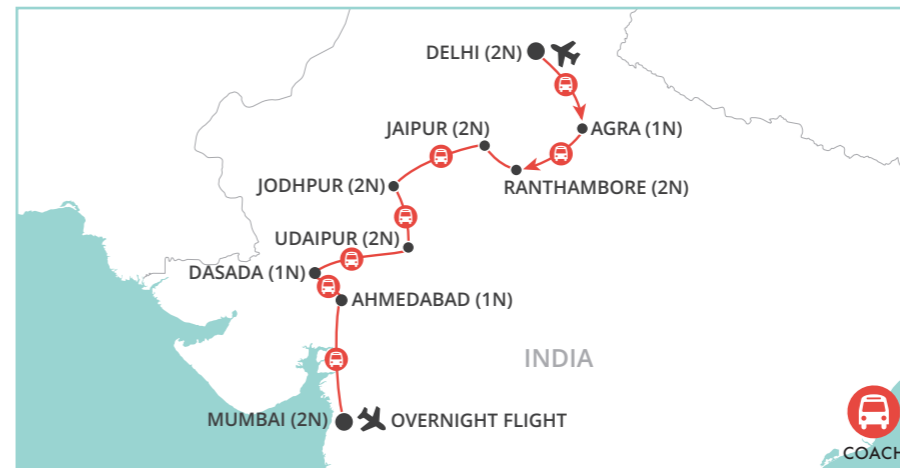 DELHI (2N)
AGRA (1N)
JAIPUR (2N)
RANTHAMBORE (2N)
JODHPUR (2N)
UDAIPUR (2N)
DASADA (1N)
AHMEDABAD (1N)
INDIA
MUMBAI (2N)
OVERNIGHT FLIGHT
COACH